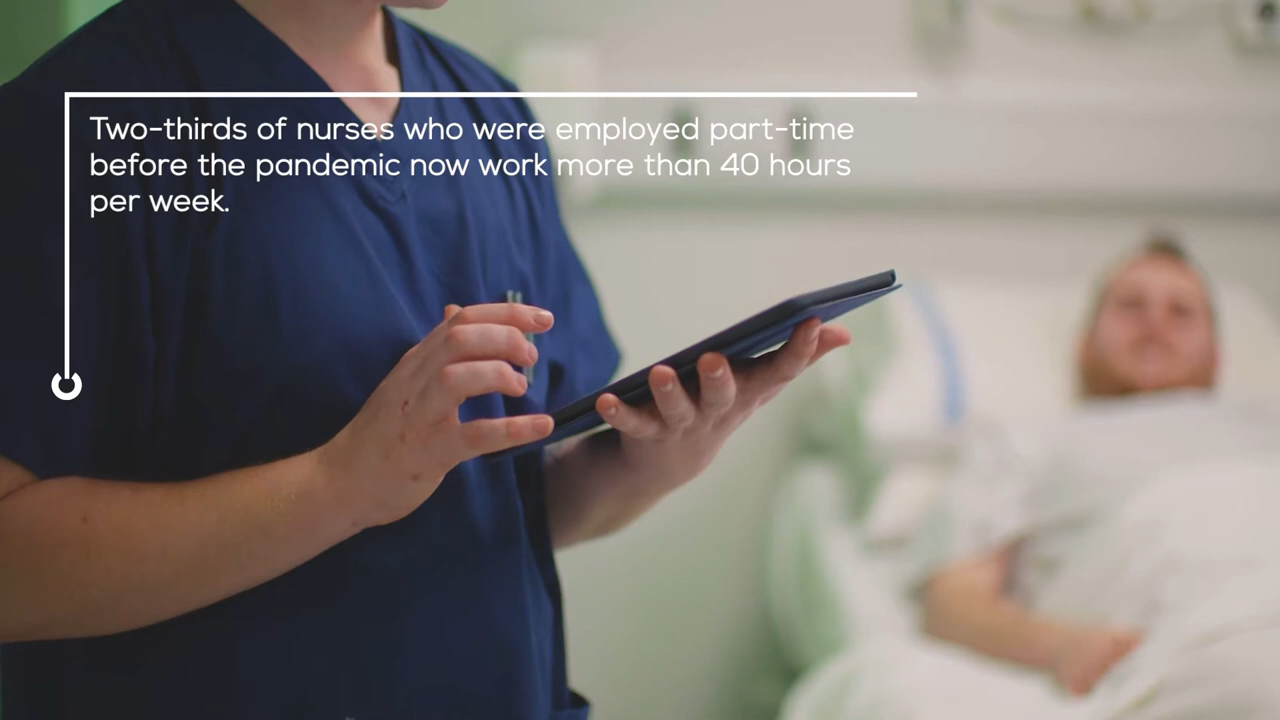 Two-thirds of nurses who were employed part-time
before the pandemic now work more than 40 hours
per week.